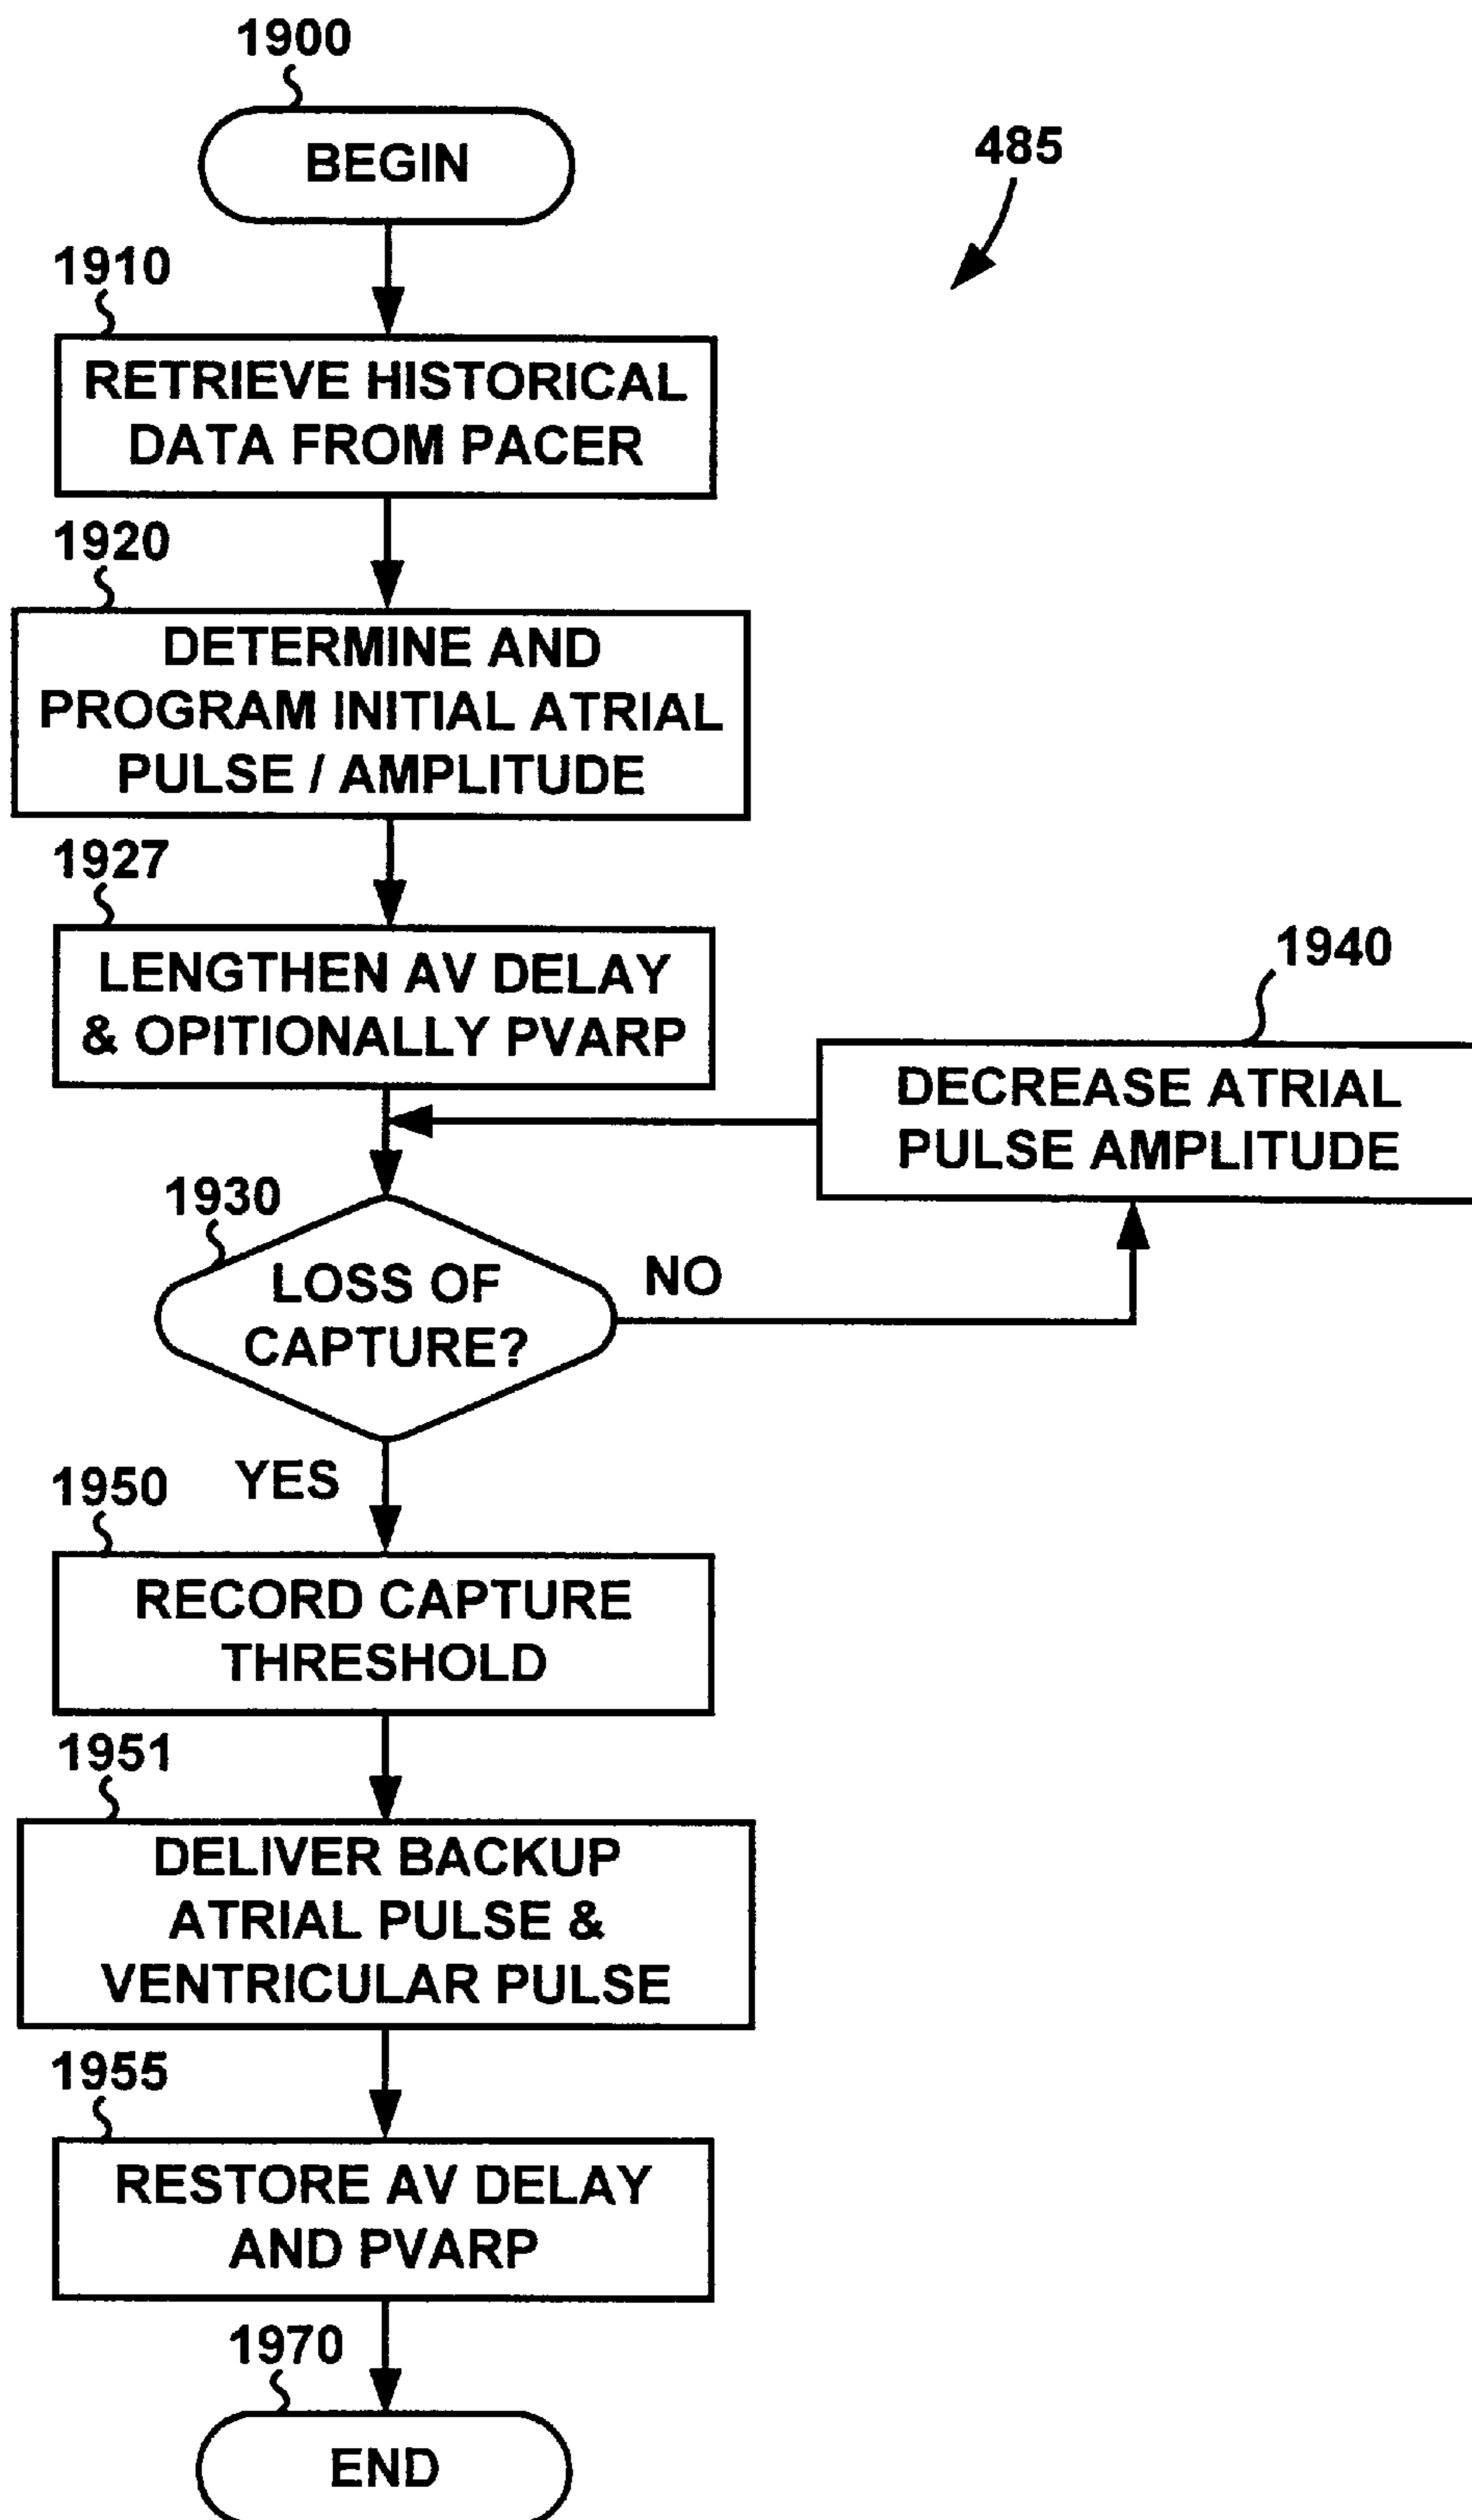 1900
BEGIN
485
1910
RETRIEVE HISTORICAL
DATA FROM PACER
1920
DETERMINE AND
PROGRAM INITIAL ATRIAL
PULSE / AMPLITUDE
1927
LENGTHEN AV DELAY
& OPITIONALLY PVARP
1940
DECREASE ATRIAL
PULSE AMPLITUDE
1930
LOSS OF
CAPTURE?
NO
YES
1950
RECORD CAPTURE
THRESHOLD
1951
DELIVER BACKUP
ATRIAL PULSE &
VENTRICULAR PULSE
1955
RESTORE AV DELAY
AND PVARP
1970
END